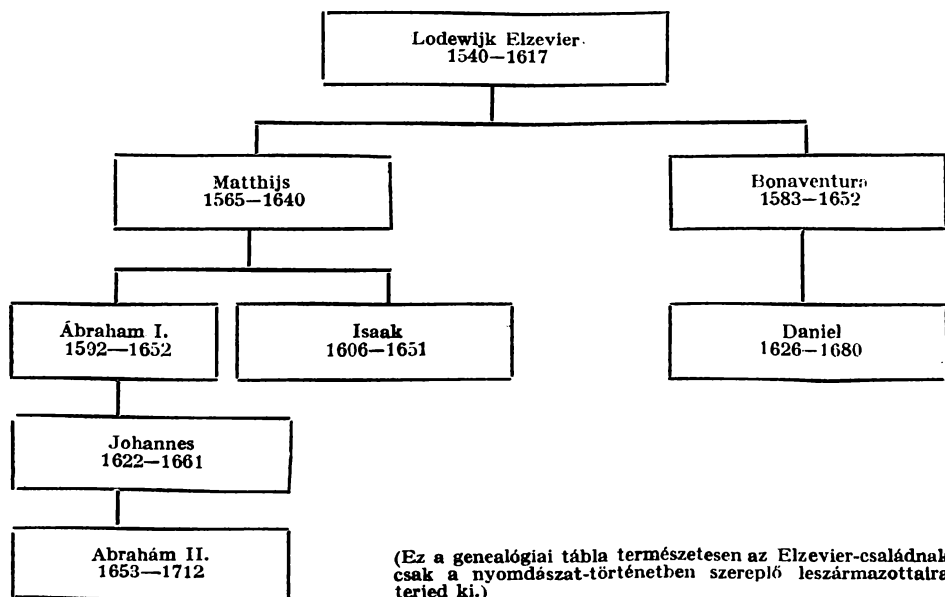 Lodewijk Elzevier
1540—1617
Matthijs
1565—1640
Bonaventura
1583—1652
Ábraham I.
1592—1652
Isaak
1606—1651
Daniel
1626—1680
Johannes
1622—1661
Abrahám II.
1653—1712
(Ez a genealógiai tábla természetesen az Elzevier-családnak
csak a nyomdászat-történetben szereplő leszármazottaira
terjed ki.)